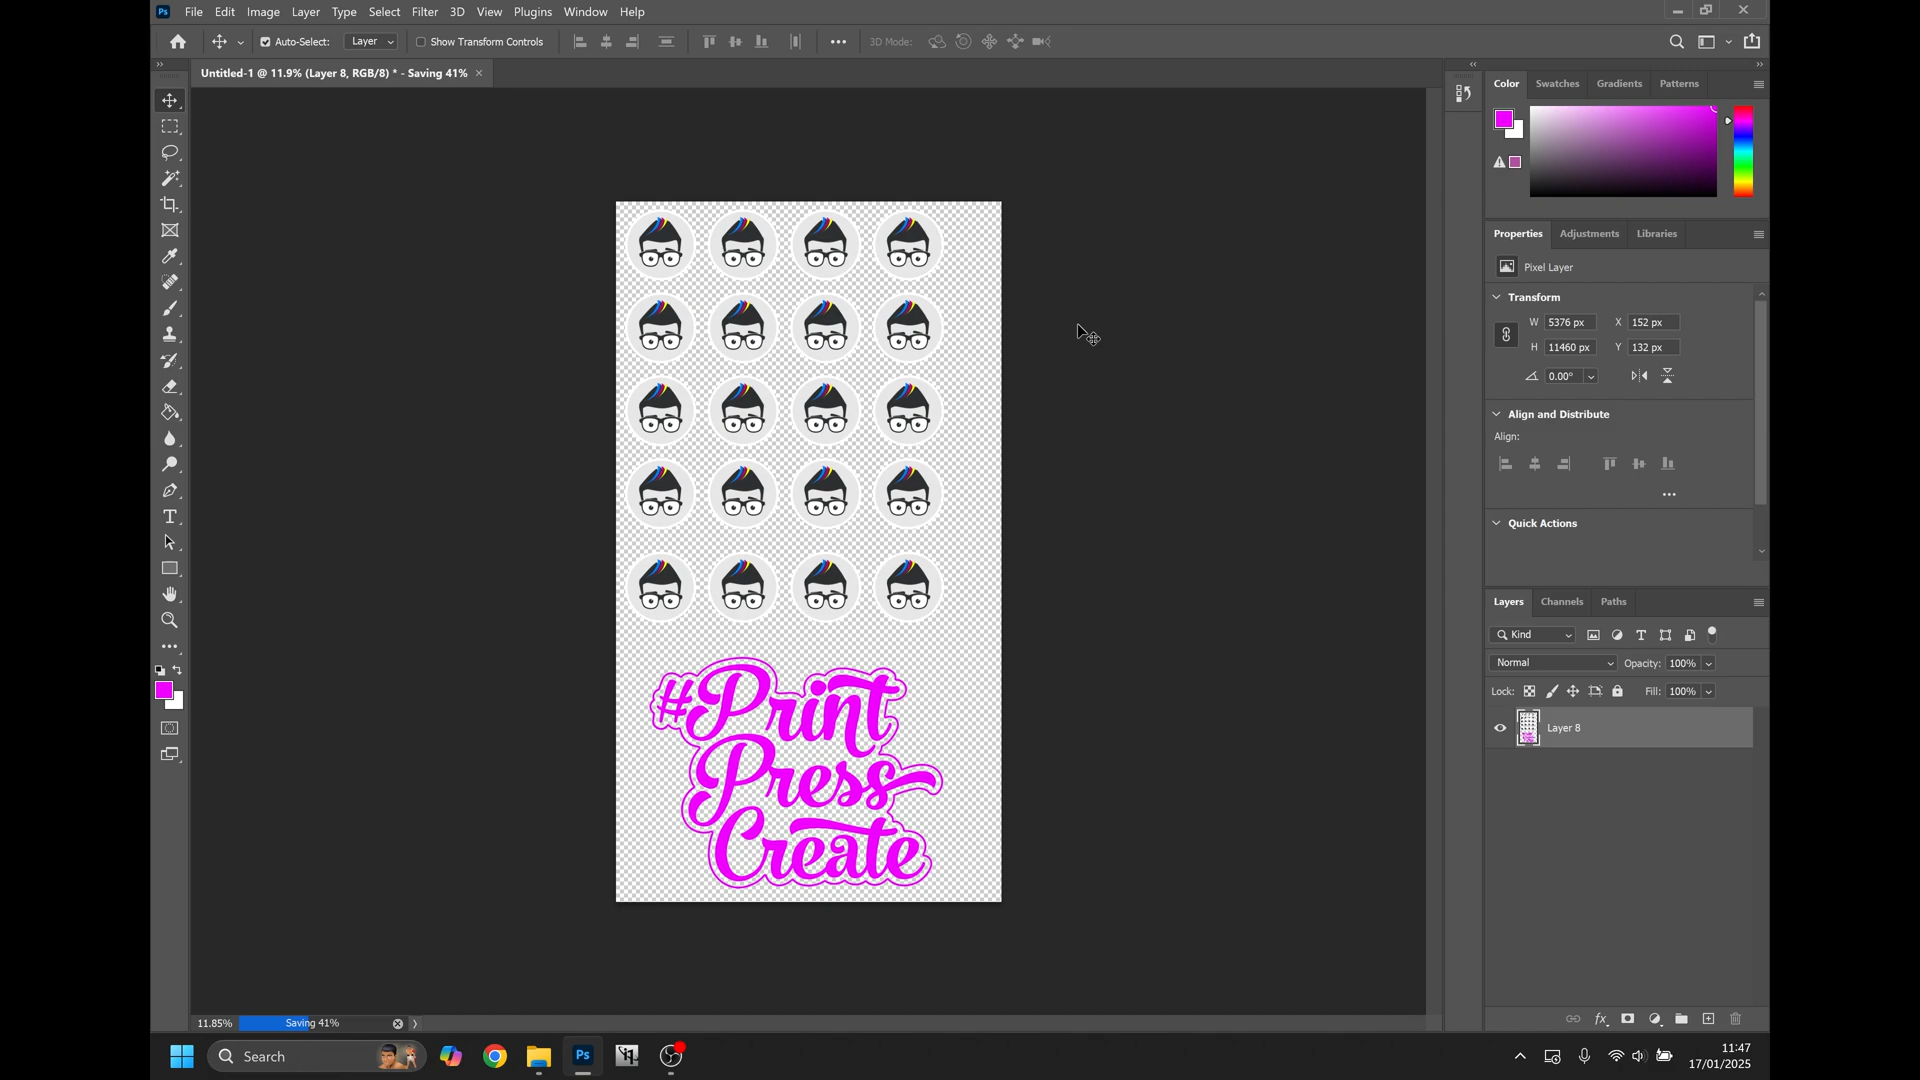 Ps File Edit Image Layer Type Select Filter 3D View Plugins Window Help
Auto-Select: Layer Show Transform Controls 3D Mode:
Untitled-1 @ 11.9% (Layer 8, RGB/8) * - Saving 41%
Color Swatches Gradients Patterns
Properties Adjustments Libraries
Pixel Layer
Transform
W 5376 px X 152 px
H 11460 px Y 132 px
0.00°
Align and Distribute
Align:
Quick Actions
Layers Channels Paths
Kind
Normal Opacity: 100%
Lock: Fill: 100%
Layer 8
#Print
Press
Create
11.85% Saving 41%
Search Ps 11:47
17/01/2025